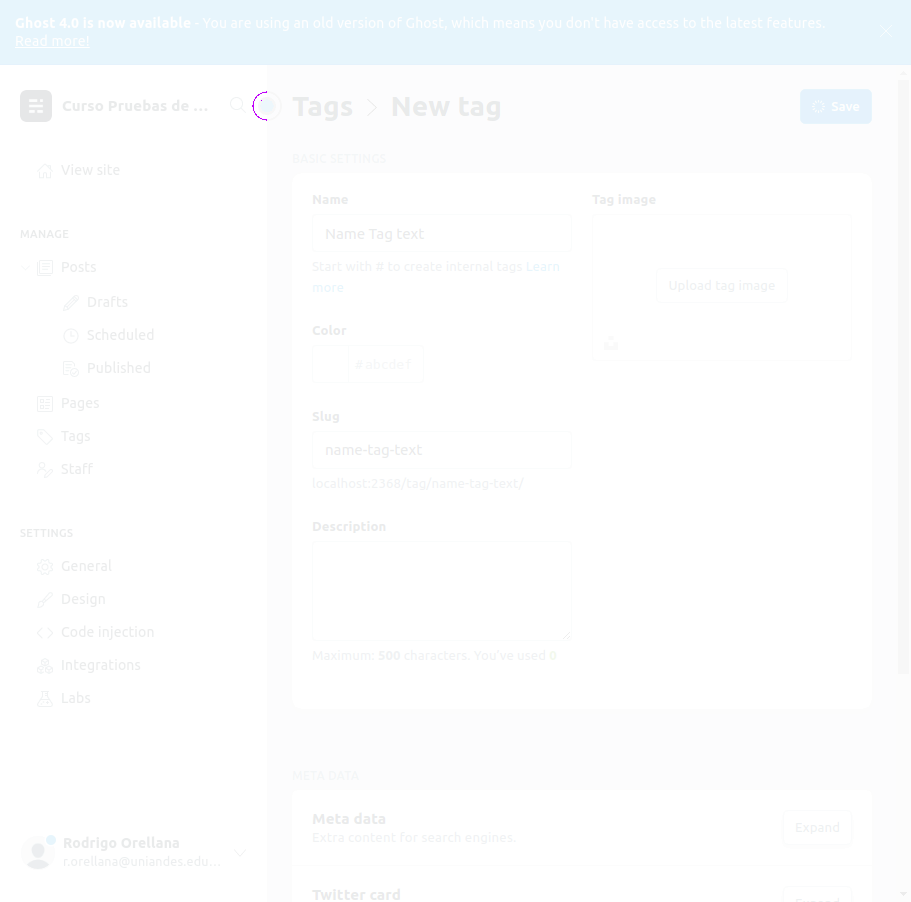 Ghost 4.0 is now available - You are using an old version of Ghost, which means you don't have access to the latest features.
Read more!
Curso Pruebas de ...
Tags > New tag
Save
View site
BASIC SETTINGS
Name
Tag image
Name Tag text
MANAGE
Start with # to create internal tags Learn
more
Upload tag image
Posts
Drafts
Scheduled
Published
Color
# abcdef
Pages
Tags
Staff
Slug
name-tag-text
localhost:2368/tag/name-tag-text/
SETTINGS
General
Design
Code injection
Integrations
Labs
Description
Maximum: 500 characters. You've used 0
META DATA
Meta data
Extra content for search engines.
Expand
Rodrigo Orellana
r.orellana@uniandes.edu...
Twitter card
Expand